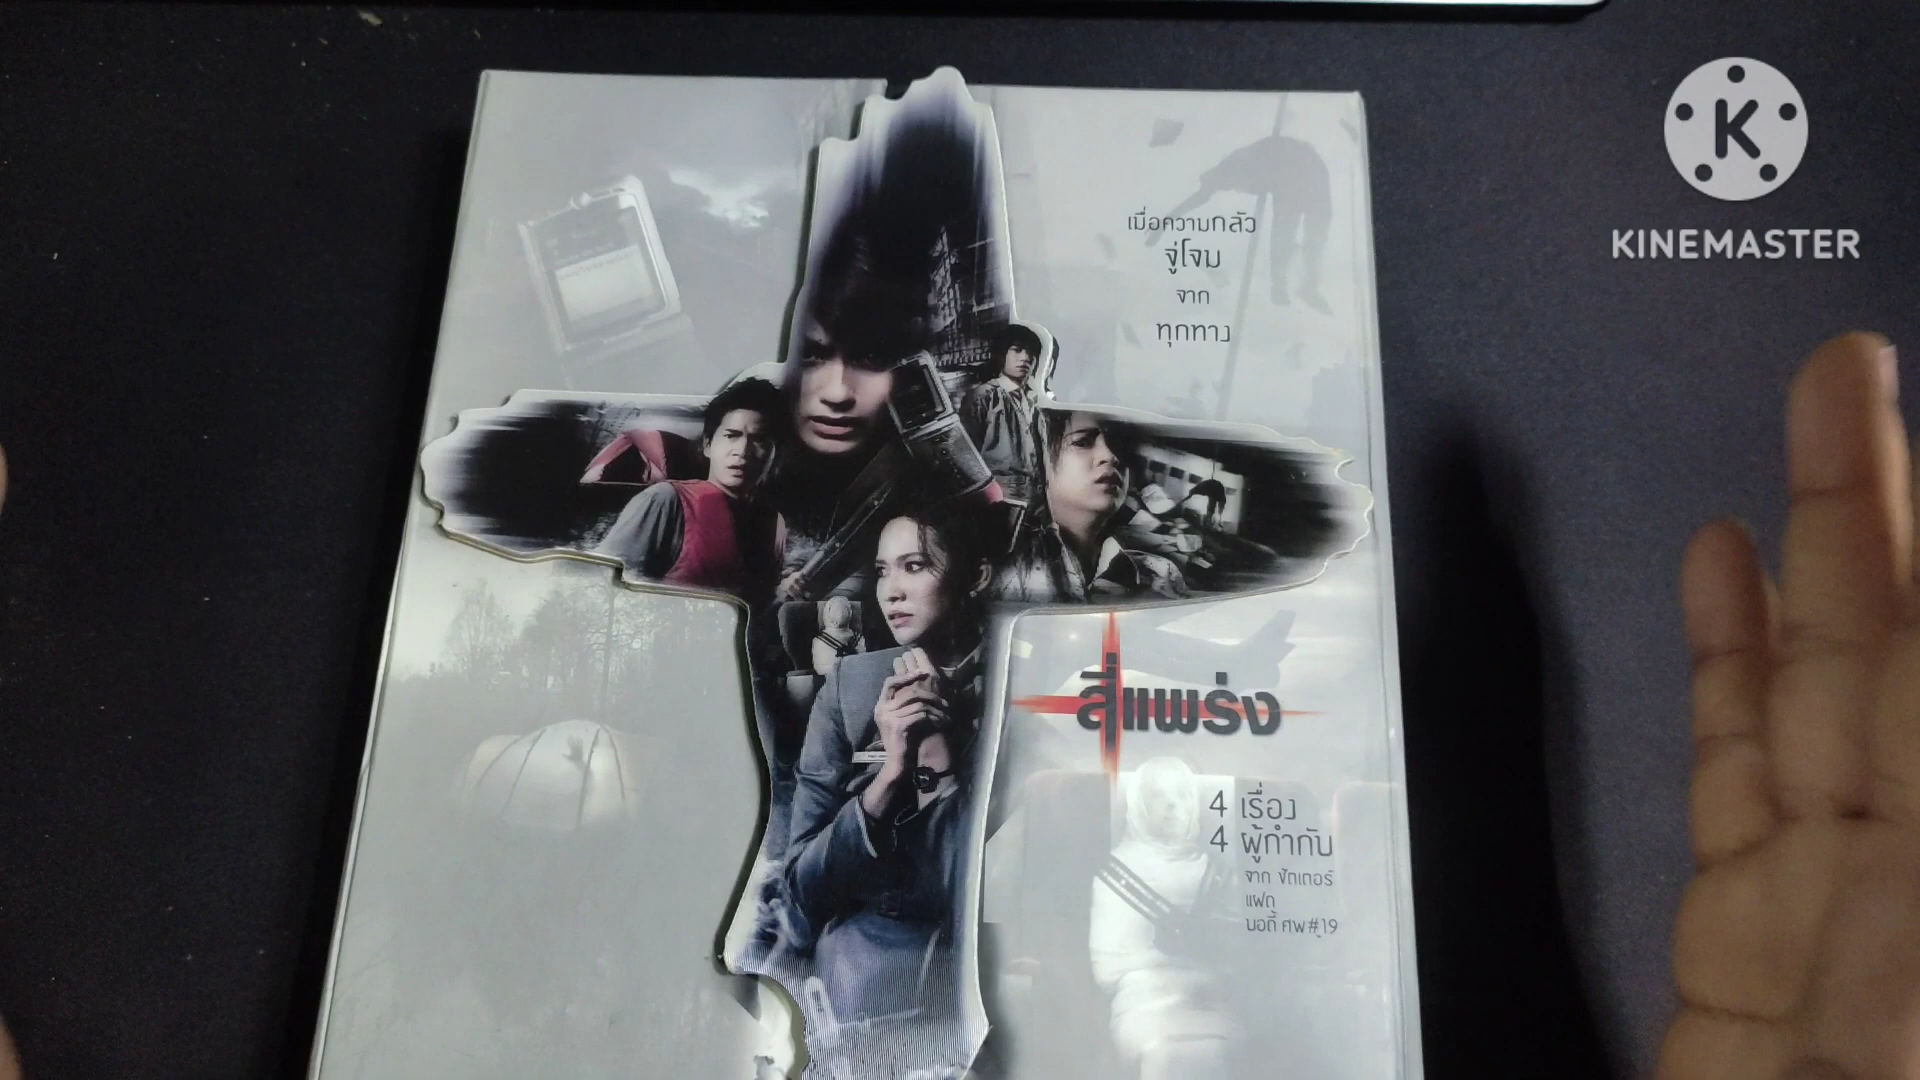 K
KINEMASTER
เมื่อความกลัว
จู่โจม
จาก
ทุกทาง
สี่แพร่ง
4 เรื่อง
4 ผู้กำกับ
จาก ชัตเตอร์
แฝด
บอดี้ ศพ#19